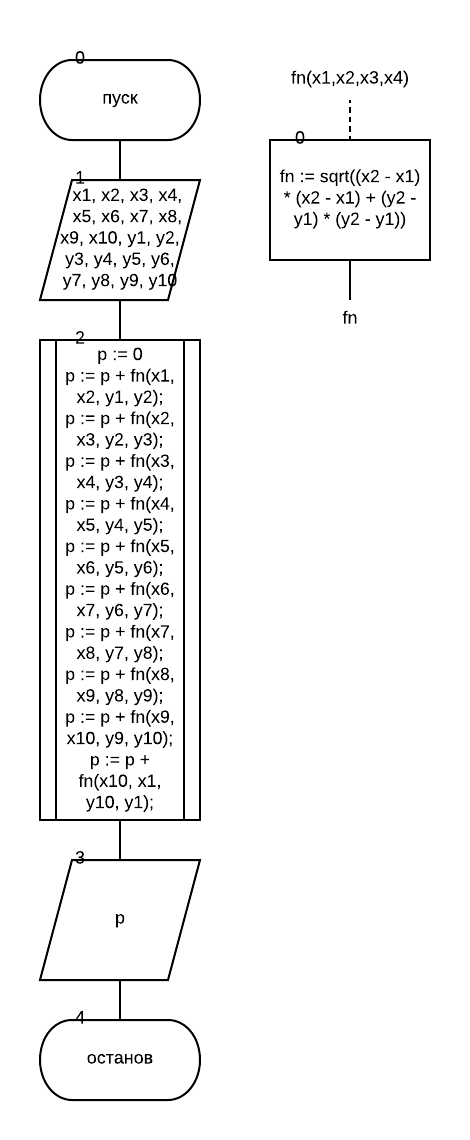 0
пуск
1
x1, x2, x3, x4,
x5, x6, x7, x8,
x9, x10, y1, y2,
y3, y4, y5, y6,
y7, y8, y9, y10
2
p := 0
p := p + fn(x1,
x2, y1, y2);
p := p + fn(x2,
x3, y2, y3);
p := p + fn(x3,
x4, y3, y4);
p := p + fn(x4,
x5, y4, y5);
p := p + fn(x5,
x6, y5, y6);
p := p + fn(x6,
x7, y6, y7);
p := p + fn(x7,
x8, y7, y8);
p := p + fn(x8,
x9, y8, y9);
p := p + fn(x9,
x10, y9, y10);
p := p +
fn(x10, x1,
y10, y1);
3
p
4
останов
fn(x1,x2,x3,x4)
0
fn := sqrt((x2 - x1)
* (x2 - x1) + (y2 -
y1) * (y2 - y1))
fn